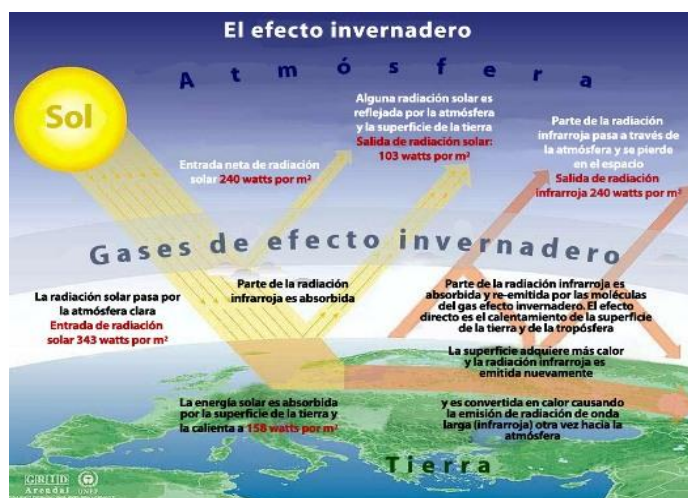 El efecto invernadero
Atmósfera
Sol
Alguna radiación solar es
reflejada por la atmósfera
y la superficie de la tierra
Salida de radiación solar:
103 watts por m²
Parte de la radiación
infrarroja pasa a través de
la atmósfera y se pierde
en el espacio
Salida de radiación
infrarroja 240 watts por m²
Entrada neta de radiación
solar 240 watts por m²
Gases de efecto invernadero
La radiación solar pasa por
la atmósfera clara
Entrada de radiación
solar 343 watts por m²
Parte de la radiación
infrarroja es absorbida
Parte de la radiación infrarroja es
absorbida y re-emitida por las moléculas
del gas efecto invernadero. El efecto
directo es el calentamiento de la superficie
de la tierra y de la tropósfera
La superficie adquiere más calor
y la radiación infrarroja es
emitida nuevamente
La energía solar es absorbida
por la superficie de la tierra y
la calienta a 158 watts por m²
y es convertida en calor causando
la emisión de radiación de onda
larga (infrarroja) otra vez hacia la
atmósfera
Tierra
GRID
Arendal UNEP